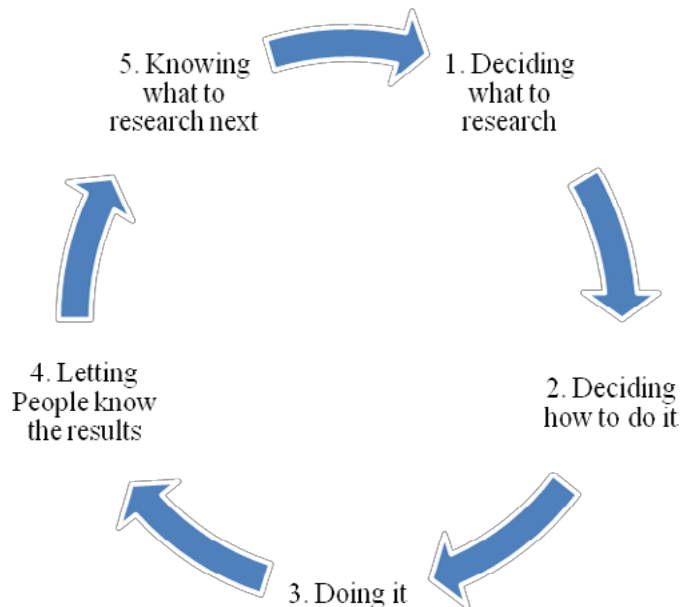 1. Deciding
what to
research
2. Deciding
how to do it
3. Doing it
4. Letting
People know
the results
5. Knowing
what to
research next